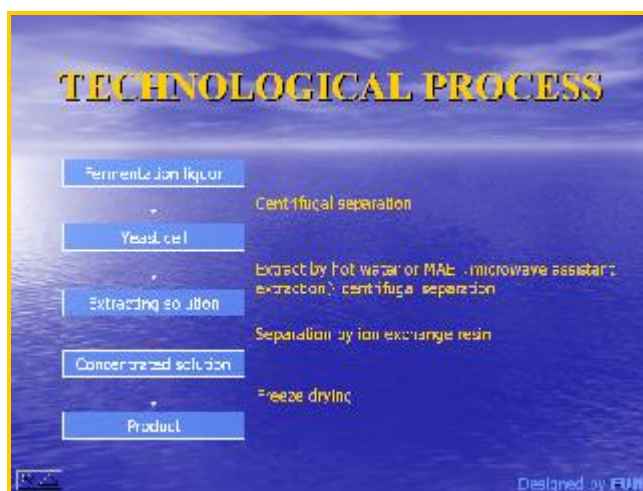 TECHNOLOGICAL PROCESS
Fermentation liquor
Centrifugal separation
Yeast cell
Extract by hot water or MAE (microwave assistant
extraction) centrifugal separation
Extracting solution
Separation by ion exchange resin
Concentrated solution
Freeze drying
Product
Designed by